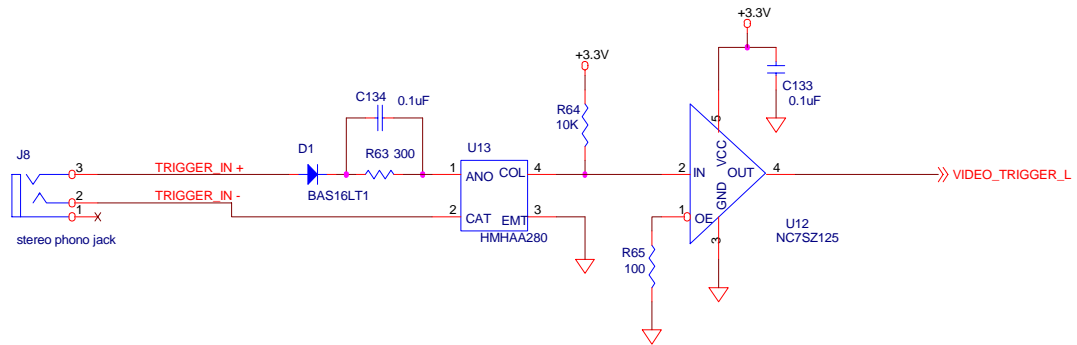 +3.3V
+3.3V
C134
0.1uF
C133
0.1uF
R64
10K
J8
D1
R63 300
U13
5
VCC
3
TRIGGER_IN +
1
ANO
COL
4
2
IN
OUT
4
VIDEO_TRIGGER_L
BAS16LT1
2
TRIGGER_IN -
GND
1
2
CAT
EMT
3
1
OE
U12
HMHAA280
NC7SZ125
stereo phono jack
3
R65
100